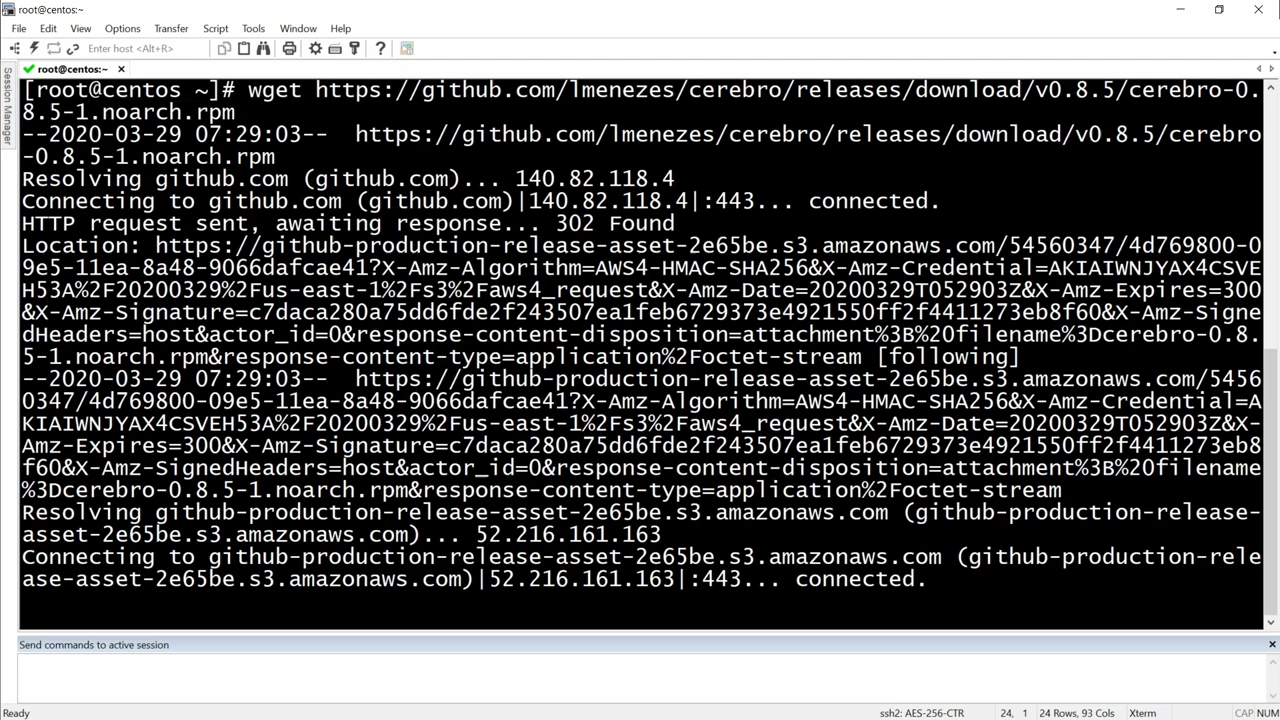 root@centos:~
File Edit View Options Transfer Script Tools Window Help
Enter host <Alt+R>
root@centos:~
Session Manager
[root@centos ~]# wget https://github.com/lmenezes/cerebro/releases/download/v0.8.5/cerebro-0.
8.5-1.noarch.rpm
--2020-03-29 07:29:03--  https://github.com/lmenezes/cerebro/releases/download/v0.8.5/cerebro
-0.8.5-1.noarch.rpm
Resolving github.com (github.com)... 140.82.118.4
Connecting to github.com (github.com)|140.82.118.4|:443... connected.
HTTP request sent, awaiting response... 302 Found
Location: https://github-production-release-asset-2e65be.s3.amazonaws.com/54560347/4d769800-0
9e5-11ea-8a48-9066dafcae41?X-Amz-Algorithm=AWS4-HMAC-SHA256&X-Amz-Credential=AKIAIWNJYAX4CSVE
H53A%2F20200329%2Fus-east-1%2Fs3%2Faws4_request&X-Amz-Date=20200329T052903Z&X-Amz-Expires=300
&X-Amz-Signature=c7daca280a75dd6fde2f243507ea1feb6729373e4921550ff2f4411273eb8f60&X-Amz-Signe
dHeaders=host&actor_id=0&response-content-disposition=attachment%3B%20filename%3Dcerebro-0.8.
5-1.noarch.rpm&response-content-type=application%2Foctet-stream [following]
--2020-03-29 07:29:03--  https://github-production-release-asset-2e65be.s3.amazonaws.com/5456
0347/4d769800-09e5-11ea-8a48-9066dafcae41?X-Amz-Algorithm=AWS4-HMAC-SHA256&X-Amz-Credential=A
KIAIWNJYAX4CSVEH53A%2F20200329%2Fus-east-1%2Fs3%2Faws4_request&X-Amz-Date=20200329T052903Z&X-
Amz-Expires=300&X-Amz-Signature=c7daca280a75dd6fde2f243507ea1feb6729373e4921550ff2f4411273eb8
f60&X-Amz-SignedHeaders=host&actor_id=0&response-content-disposition=attachment%3B%20filename
%3Dcerebro-0.8.5-1.noarch.rpm&response-content-type=application%2Foctet-stream
Resolving github-production-release-asset-2e65be.s3.amazonaws.com (github-production-release-
asset-2e65be.s3.amazonaws.com)... 52.216.161.163
Connecting to github-production-release-asset-2e65be.s3.amazonaws.com (github-production-rele
ase-asset-2e65be.s3.amazonaws.com)|52.216.161.163|:443... connected.
Send commands to active session
Ready ssh2: AES-256-CTR 24, 1 24 Rows, 93 Cols Xterm CAP NUM